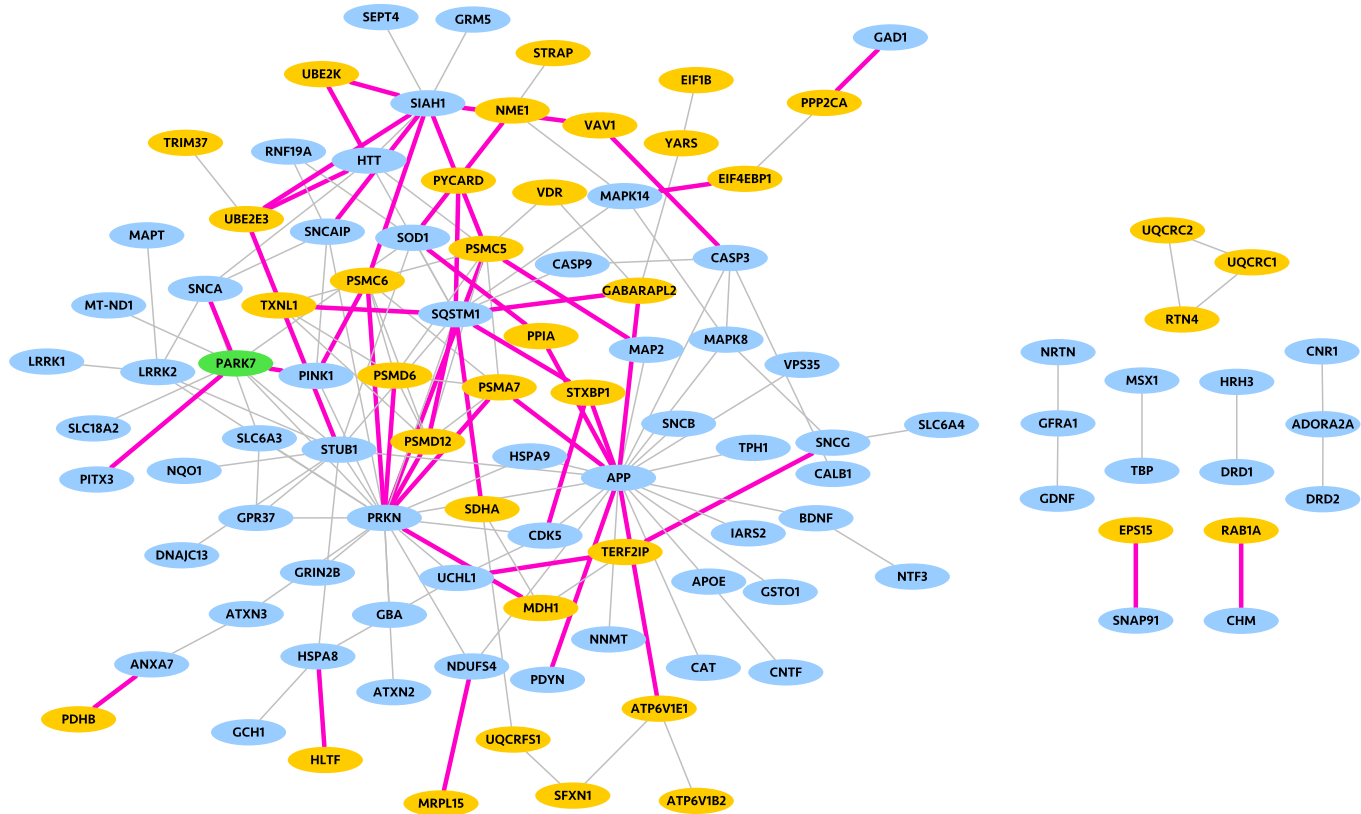 SEPT4
GRM5
GAD1
STRAP
UBE2K
EIF1B
SIAH1
NME1
PPP2CA
VAV1
TRIM37
RNF19A
YARS
HTT
PYCARD
EIF4EBP1
VDR
MAPK14
UBE2E3
MAPT
SNCAIP
SOD1
UQCRC2
PSMC5
CASP9
CASP3
UQCRC1
PSMC6
SNCA
GABARAPL2
MT-ND1
TXNL1
SQSTM1
RTN4
PPIA
MAPK8
MAP2
NRTN
CNR1
LRRK1
PARK7
LRRK2
VPS35
PINK1
PSMD6
MSX1
HRH3
PSMA7
STXBP1
SLC18A2
SNCB
GFRA1
ADORA2A
SLC6A4
SLC6A3
PSMD12
SNCG
STUB1
TPH1
HSPA9
NQO1
TBP
DRD1
PITX3
APP
CALB1
GDNF
DRD2
SDHA
GPR37
PRKN
BDNF
CDK5
IARS2
EPS15
RAB1A
DNAJC13
TERF2IP
GRIN2B
UCHL1
APOE
NTF3
GSTO1
ATXN3
GBA
MDH1
SNAP91
CHM
NNMT
HSPA8
ANXA7
NDUFS4
CAT
CNTF
PDYN
ATXN2
PDHB
ATP6V1E1
GCH1
UQCRFS1
HLTF
SFXN1
ATP6V1B2
MRPL15